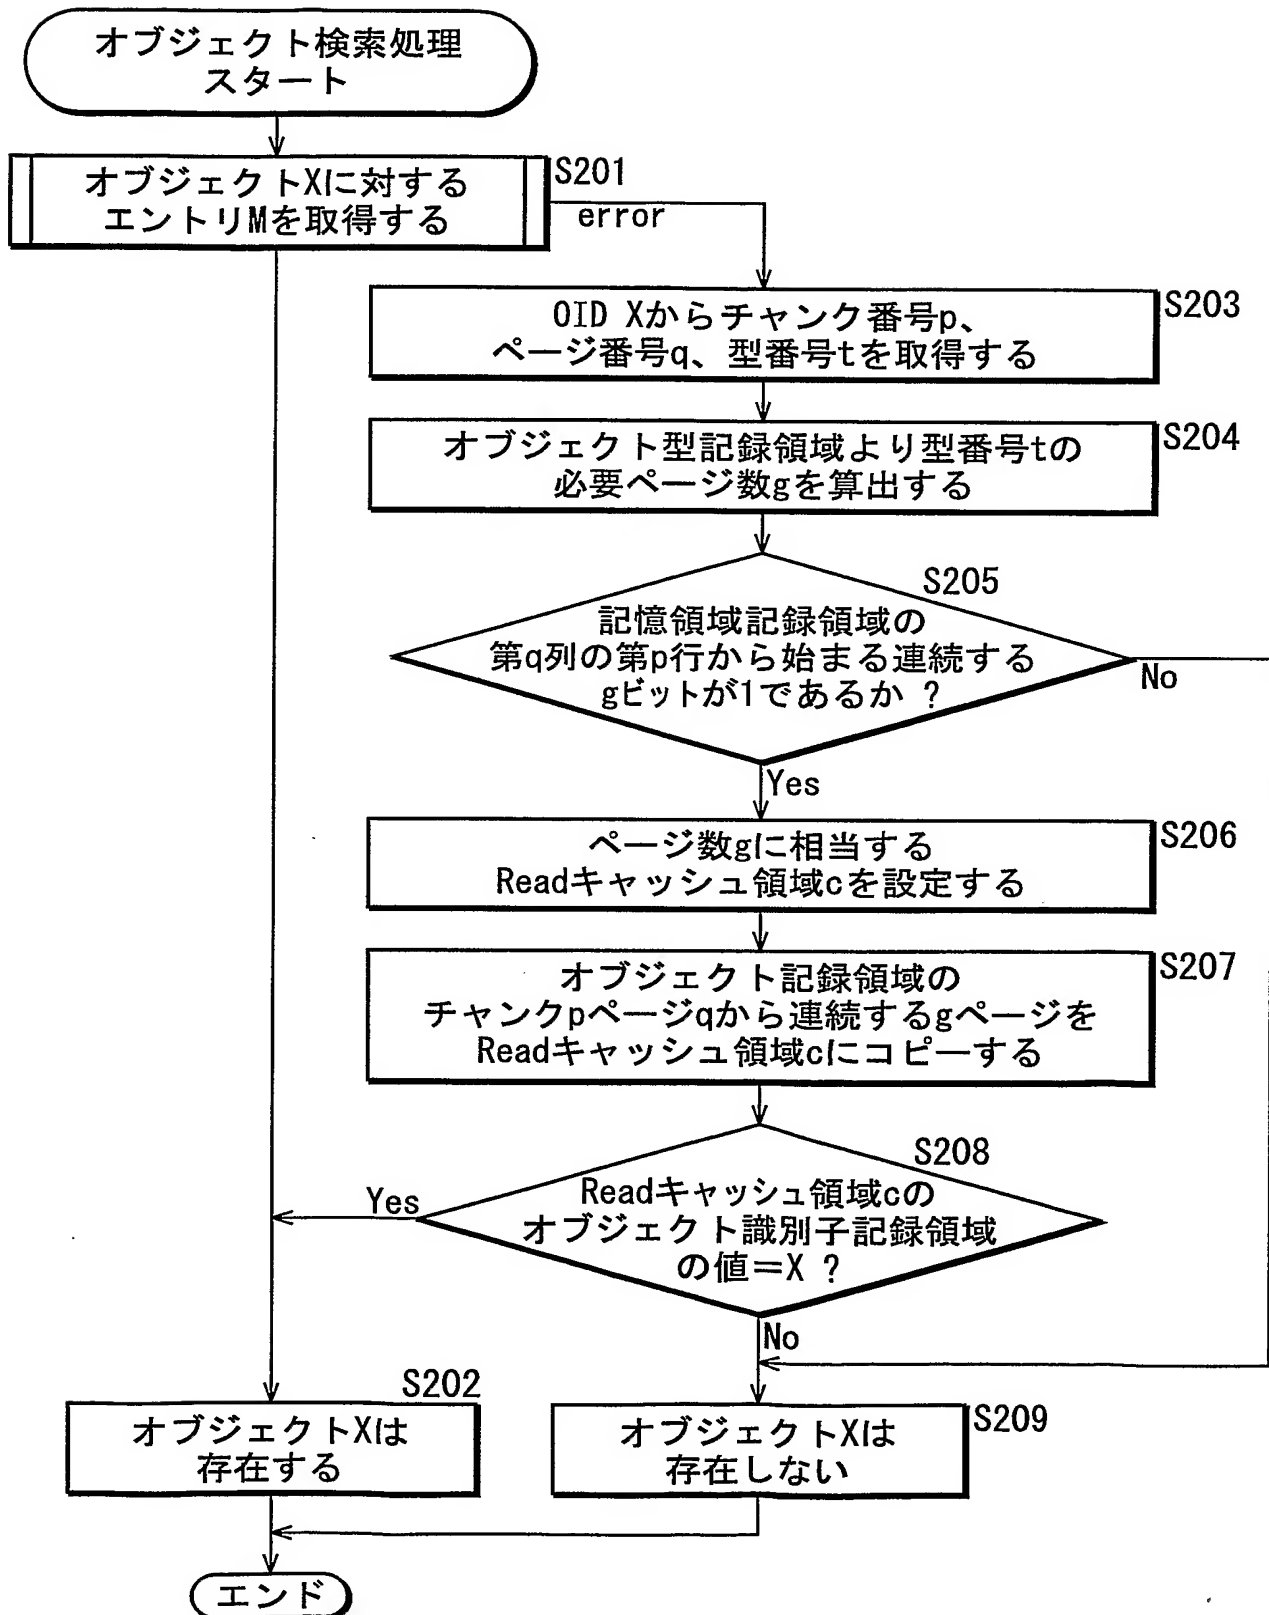 オブジェクト検索処理
スタート
オブジェクトXに対する
エントリMを取得する
S201
error
OID Xからチャンク番号p、
ページ番号q、型番号tを取得する
S203
オブジェクト型記録領域より型番号tの
必要ページ数gを算出する
S204
S205
記憶領域記録領域の
第q列の第p行から始まる連続する
gビットが1であるか ?
No
Yes
ページ数gに相当する
Readキャッシュ領域cを設定する
S206
オブジェクト記録領域の
チャンクpページqから連続するgページを
Readキャッシュ領域cにコピーする
S207
S208
Readキャッシュ領域cの
オブジェクト識別子記録領域
の値=X ?
Yes
No
S202
オブジェクトXは
存在する
オブジェクトXは
存在しない
S209
エンド